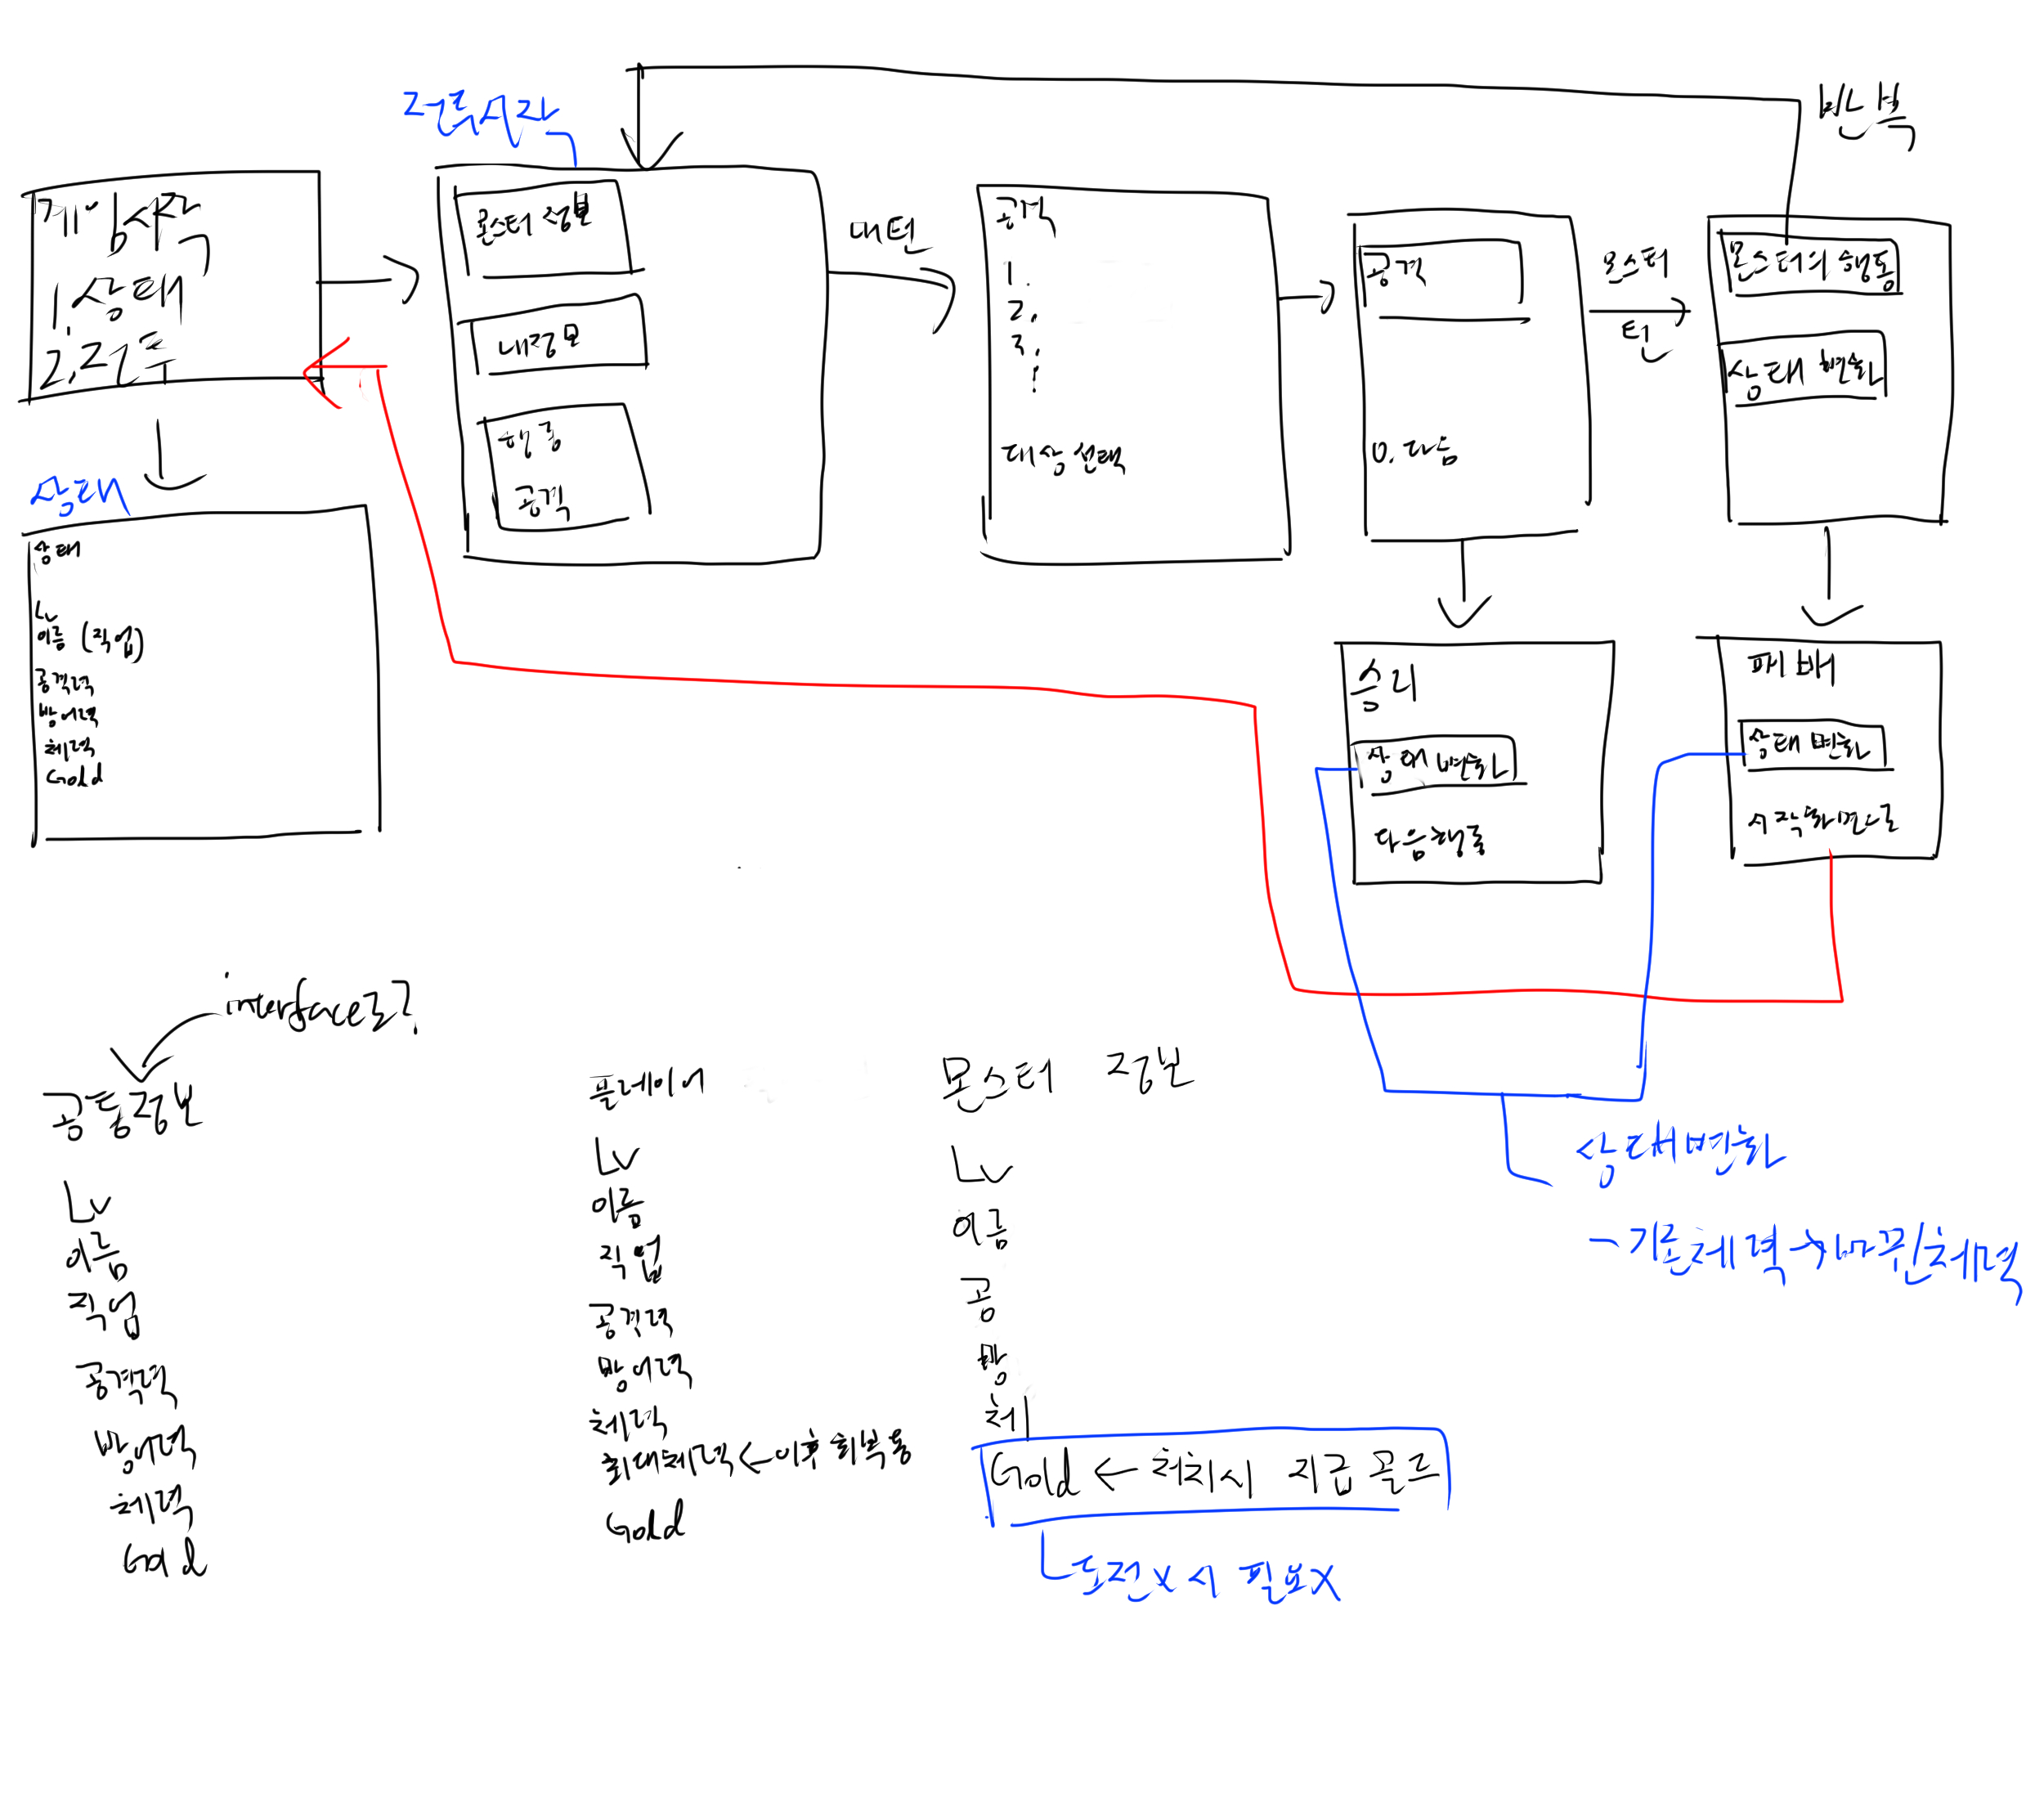 반복
전투시작
게임시작
1, 상태
2, 전투
몬스터 정보
내정보
행동
공격
내턴
공격
1.
2,
3,
대상 선택
공격
0. 다음
몬스터
턴
몬스터의 행동
상태 변화
상태
상태
Lv
이름 (직업)
공격력
방어력
체력
Gold
승리
상태 변화
다음행동
패배
상태 변화
시작화면으로
interface로?
공통정보
Lv
이름
직업
공격력
방어력
체력
Gold
플레이어
Lv
이름
직업
공격력
방어력
체력
최대체력 ← 이후 회복용
Gold
몬스터 정보
Lv
이름
공
방
체
Gold ← 처치시 지급 골드
도전x시 필요x
상태변화
- 기존체력 → 바뀐체력